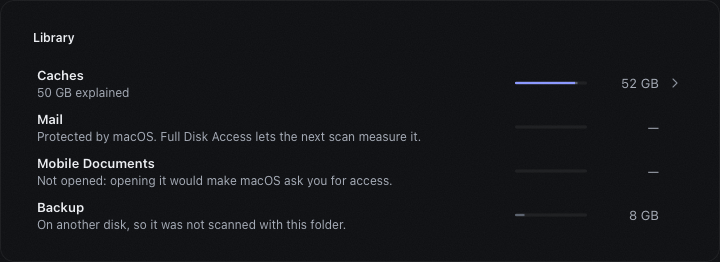 Library
Caches
50 GB explained
52 GB
Mail
Protected by macOS. Full Disk Access lets the next scan measure it.
—
Mobile Documents
Not opened: opening it would make macOS ask you for access.
—
Backup
On another disk, so it was not scanned with this folder.
8 GB